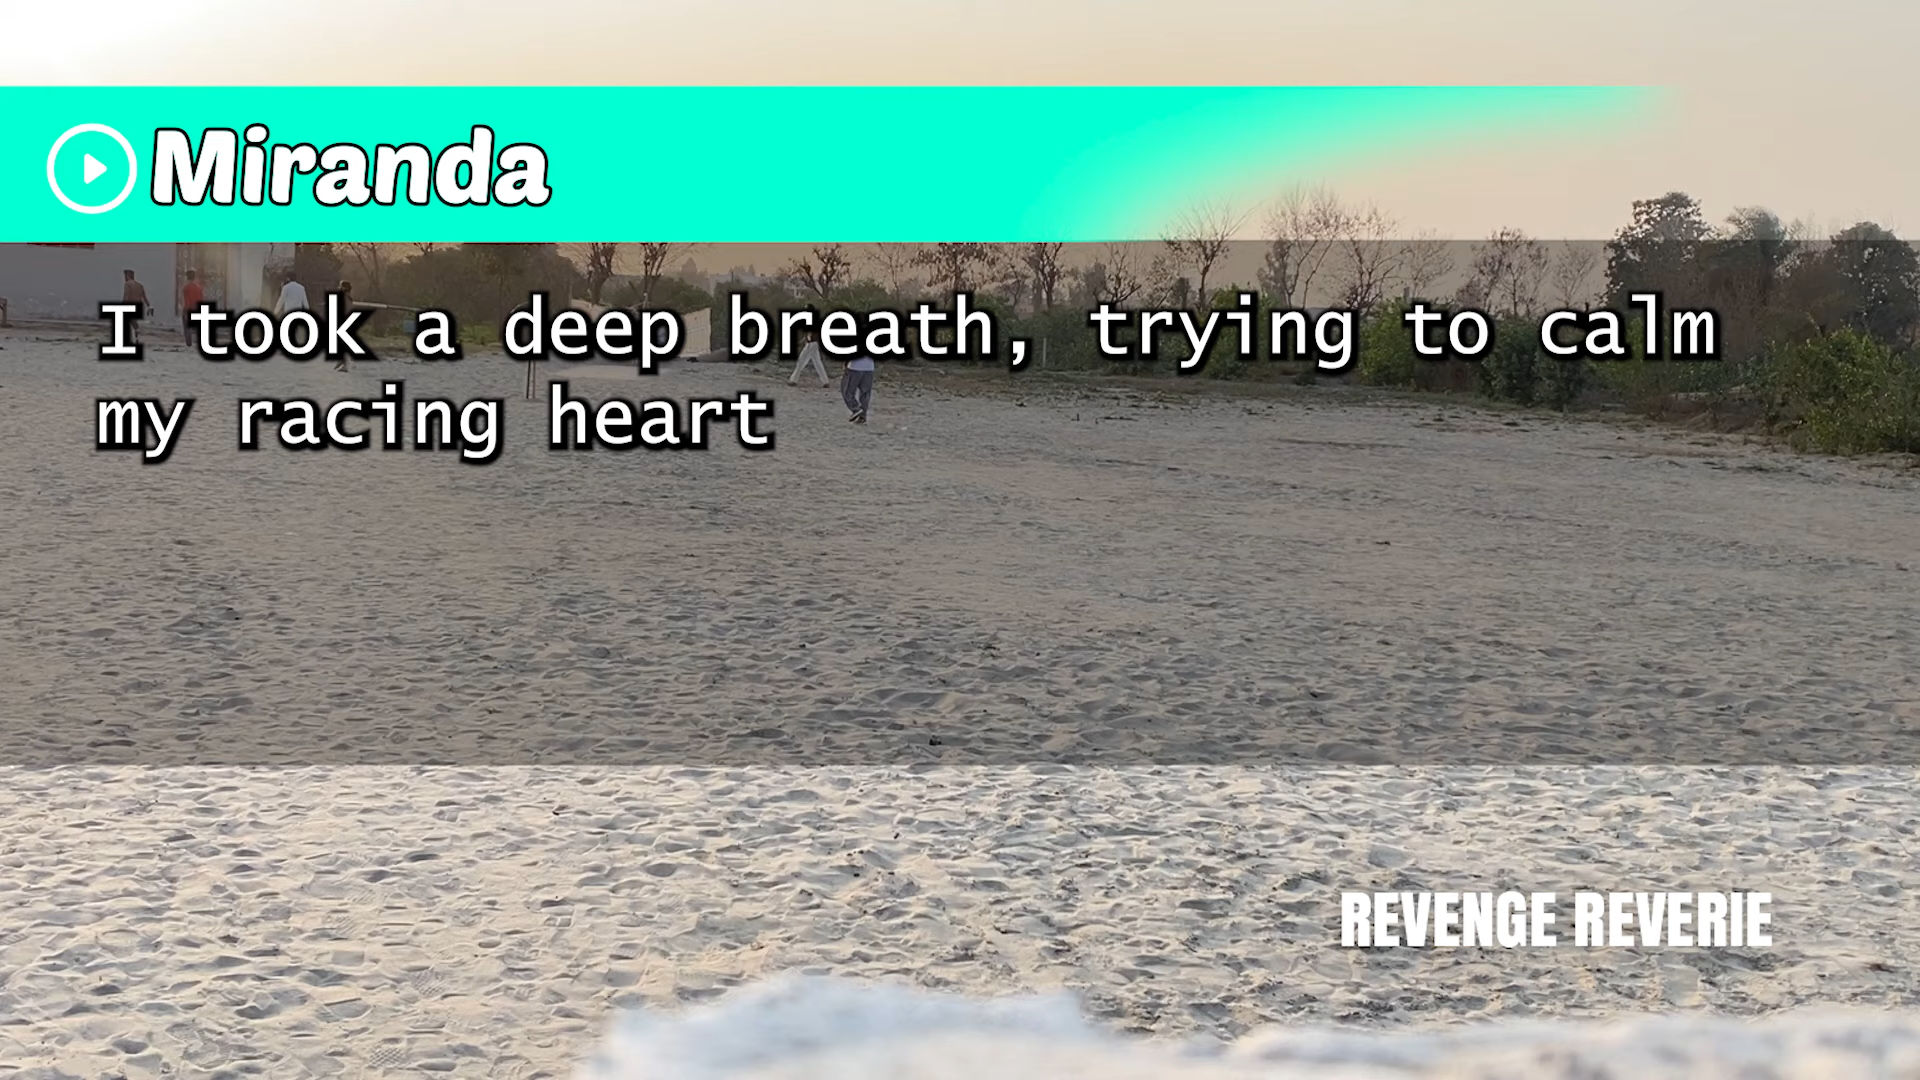 Miranda
I took a deep breath, trying to calm
my racing heart
REVENGE REVERIE